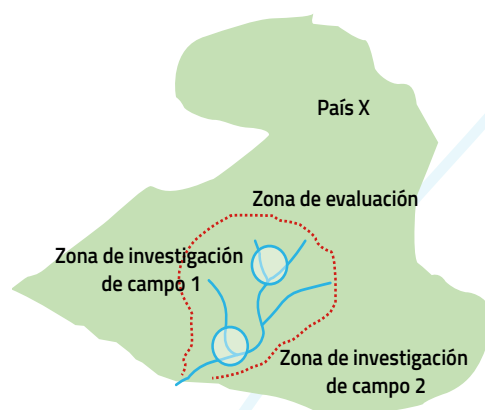 País X
Zona de evaluación
Zona de investigación
de campo 1
Zona de investigación
de campo 2